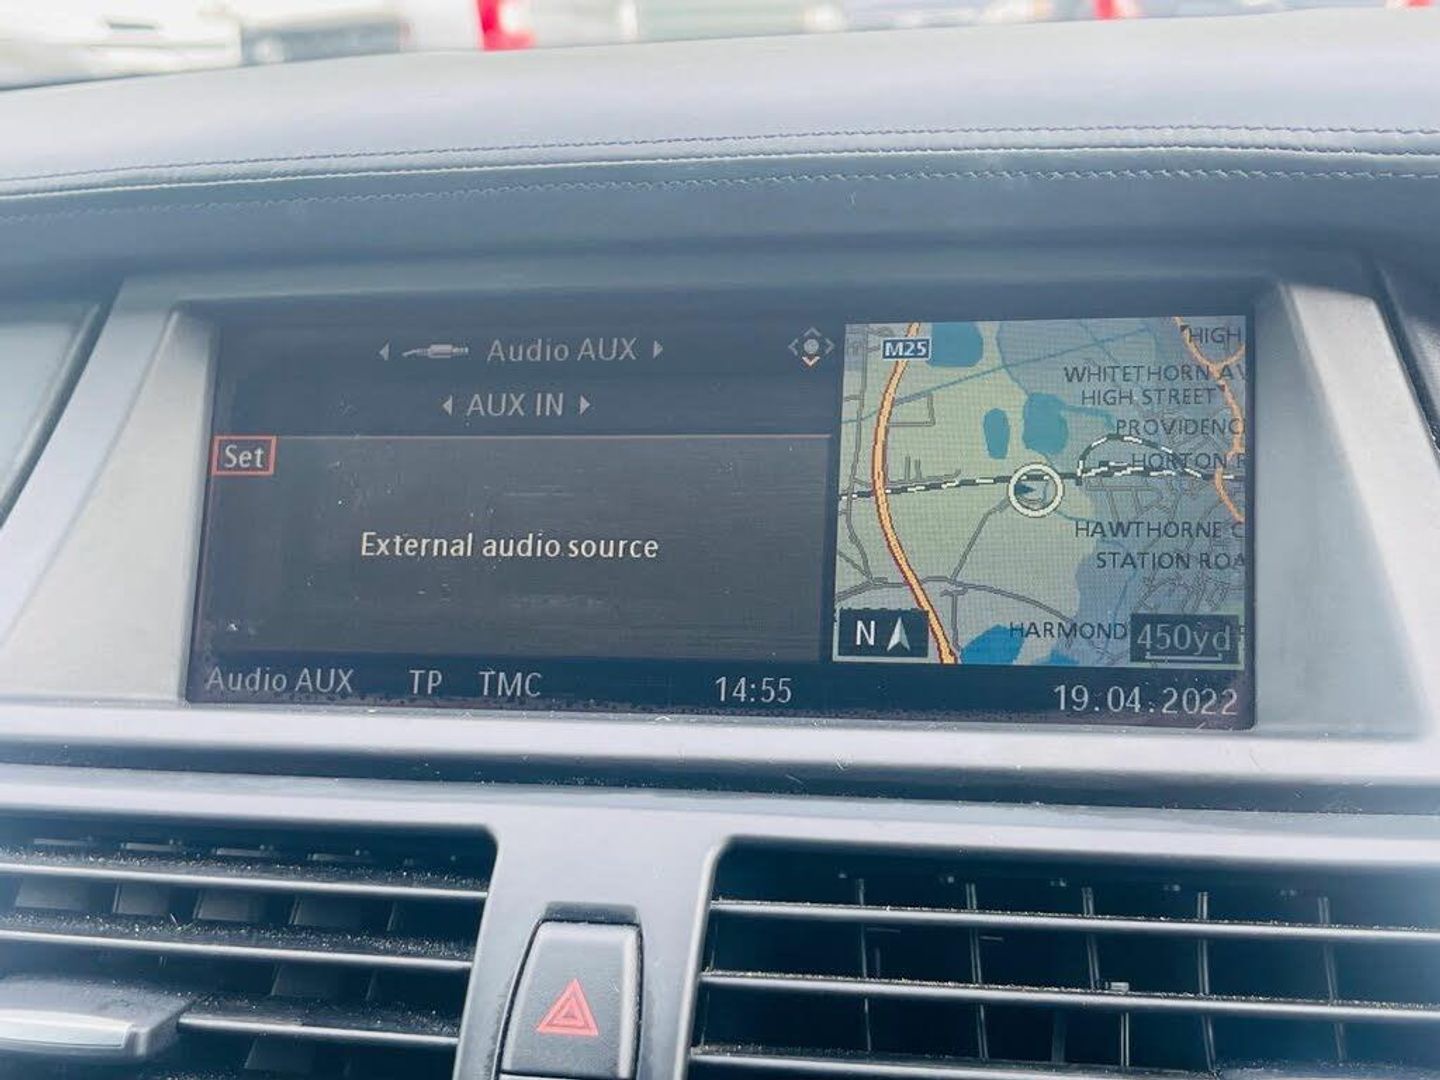 Audio AUX
AUX IN
Set
External audio source
M25
HIGH
WHITETHORN AV
HIGH STREET
PROVIDENC
HORTON
HAWTHORNE C
STATION ROA
HARMOND
N
450yd
Audio AUX TP TMC 14:55 19.04.2022